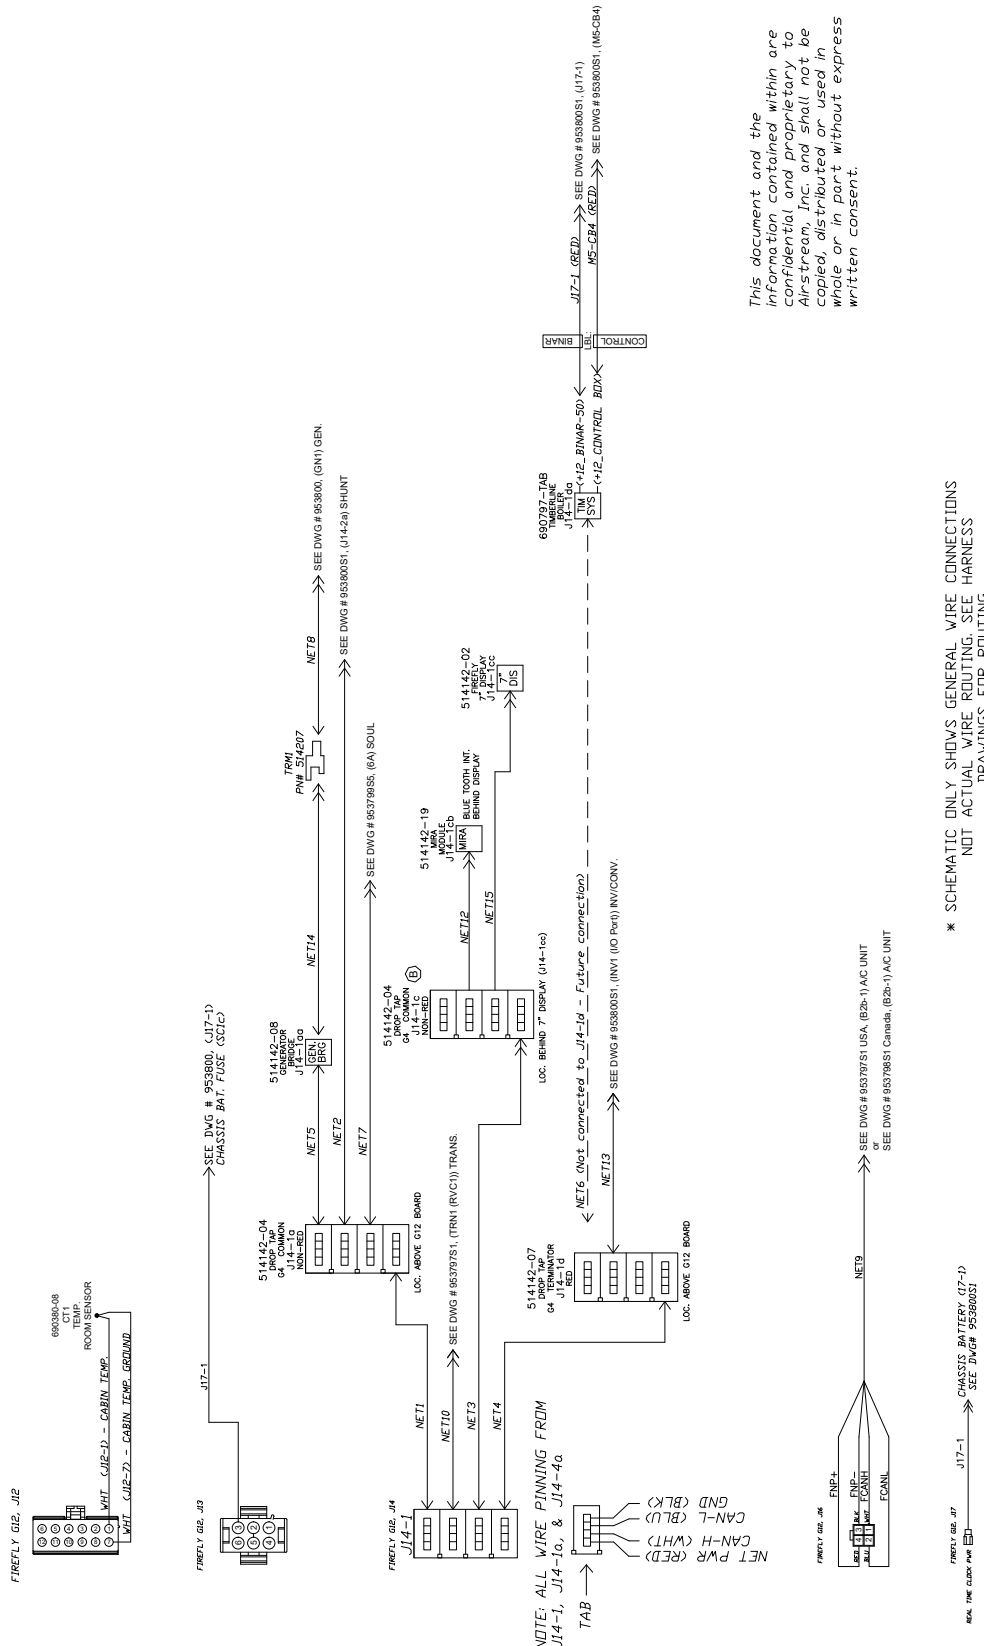 FIREFLY G12, J12
WHT (J12-1) - CABIN TEMP.
WHT (J12-7) - CABIN TEMP. GROUND
690380-08
CT1
TEMP.
ROOM SENSOR
FIREFLY G12, J13
J17-1
SEE DWG # 953800, (J17-1)
CHASSIS BAT. FUSE (SC1c)
FIREFLY G12, J14
J14-1
NET1
NET10
NET3
NET4
SEE DWG # 953797S1, (TRN1 (RVC1)) TRANS.
514142-04
DROP TAP
G4 COMMON
J14-1a
NON-RED
LOC. ABOVE G12 BOARD
NET5
NET2
NET7
514142-08
GENERATOR
BRIDGE
J14-1aa
GEN.
BRG
NET14
TRM1
PN# 514207
NET8
SEE DWG # 953800, (GN1) GEN.
SEE DWG # 953800S1, (J14-2a) SHUNT
SEE DWG # 953799S5, (6A) SOUL
514142-04
DROP TAP
G4 COMMON
J14-1c
NON-RED
B
LOC. BEHIND 7" DISPLAY (J14-1cc)
NET12
NET15
514142-19
MIRA
MODULE
J14-1cb
MIRA
BLUE TOOTH INT.
BEHIND DISPLAY
514142-02
FIREFLY
7" DISPLAY
J14-1cc
7"
DIS
514142-07
DROP TAP
G4 TERMINATOR
J14-1d
RED
LOC. ABOVE G12 BOARD
NET6 (Not connected to J14-1d - Future connection)
NET13
SEE DWG # 953800S1, (INV1 (I/O Port)) INV/CONV.
690797-TAB
TIMBERLINE
BOILER
J14-1da
TIM
SYS
(+12_BINAR-50)
(+12_CONTROL BOX)
BINAR
LBL:
CONTROL
J17-1 (RED)
M5-CB4 (RED)
SEE DWG # 953800S1, (J17-1)
SEE DWG # 953800S1, (M5-CB4)
NOTE: ALL WIRE PINNING FROM
J14-1, J14-1a, & J14-4a
TAB
GND (BLK)
CAN-L (BLU)
CAN-H (WHT)
NET PWR (RED)
FIREFLY G12, J16
RED
BLK
BLU
WHT
4 3
2 1
FNP+
FNP-
FCANH
FCANL
NET9
SEE DWG # 953797S1 USA, (B2b-1) A/C UNIT
or
SEE DWG # 953798S1 Canada, (B2b-1) A/C UNIT
FIREFLY G12, J17
REAL TIME CLOCK PWR
J17-1
CHASSIS BATTERY (17-1)
SEE DWG# 953800S1
* SCHEMATIC ONLY SHOWS GENERAL WIRE CONNECTIONS
NOT ACTUAL WIRE ROUTING. SEE HARNESS
DRAWINGS FOR ROUTING
This document and the
information contained within are
confidential and proprietary to
Airstream, Inc. and shall not be
copied, distributed or used in
whole or in part without express
written consent.